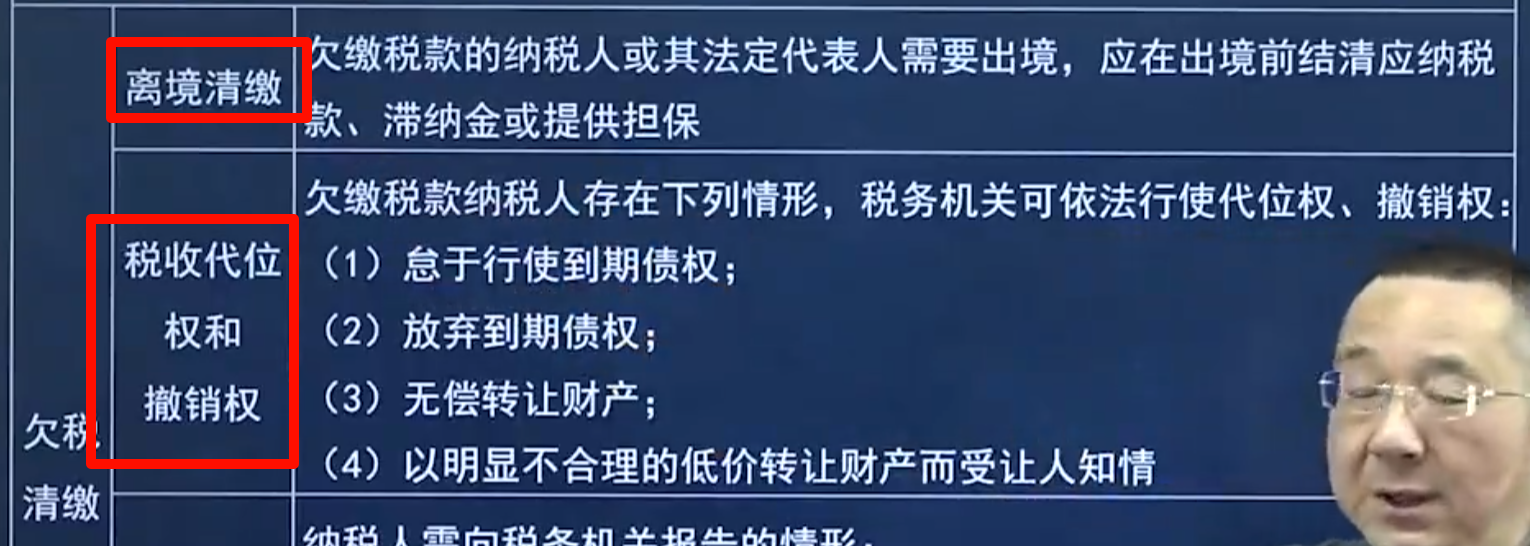 离境清缴
欠缴税款的纳税人或其法定代表人需要出境，应在出境前结清应纳税
款、滞纳金或提供担保
税收代位
权和
撤销权
欠缴税款纳税人存在下列情形，税务机关可依法行使代位权、撤销权：
（1）怠于行使到期债权；
（2）放弃到期债权；
（3）无偿转让财产；
（4）以明显不合理的低价转让财产而受让人知情
欠税
清缴
纳税人需向税务机关报告的情形：